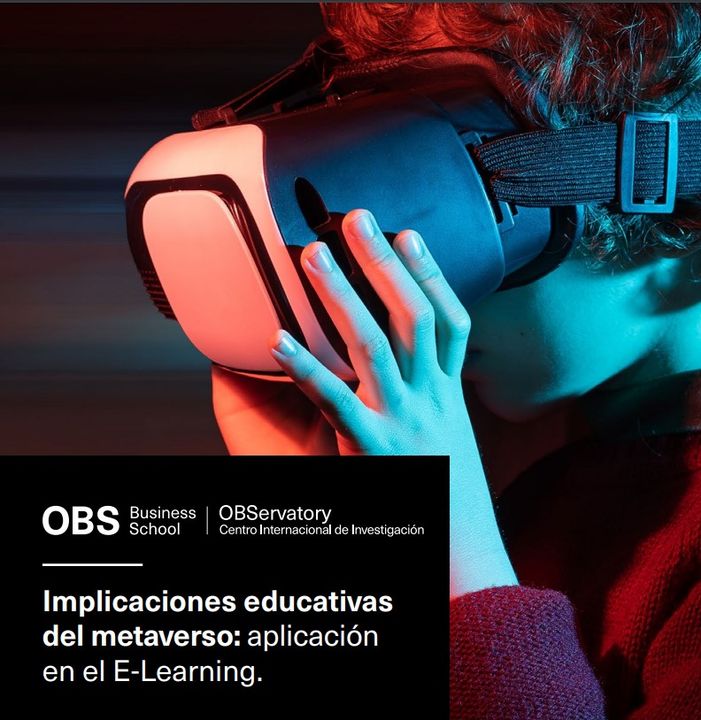 OBS Business School | OBServatory
Centro Internacional de Investigación
Implicaciones educativas
del metaverso: aplicación
en el E-Learning.